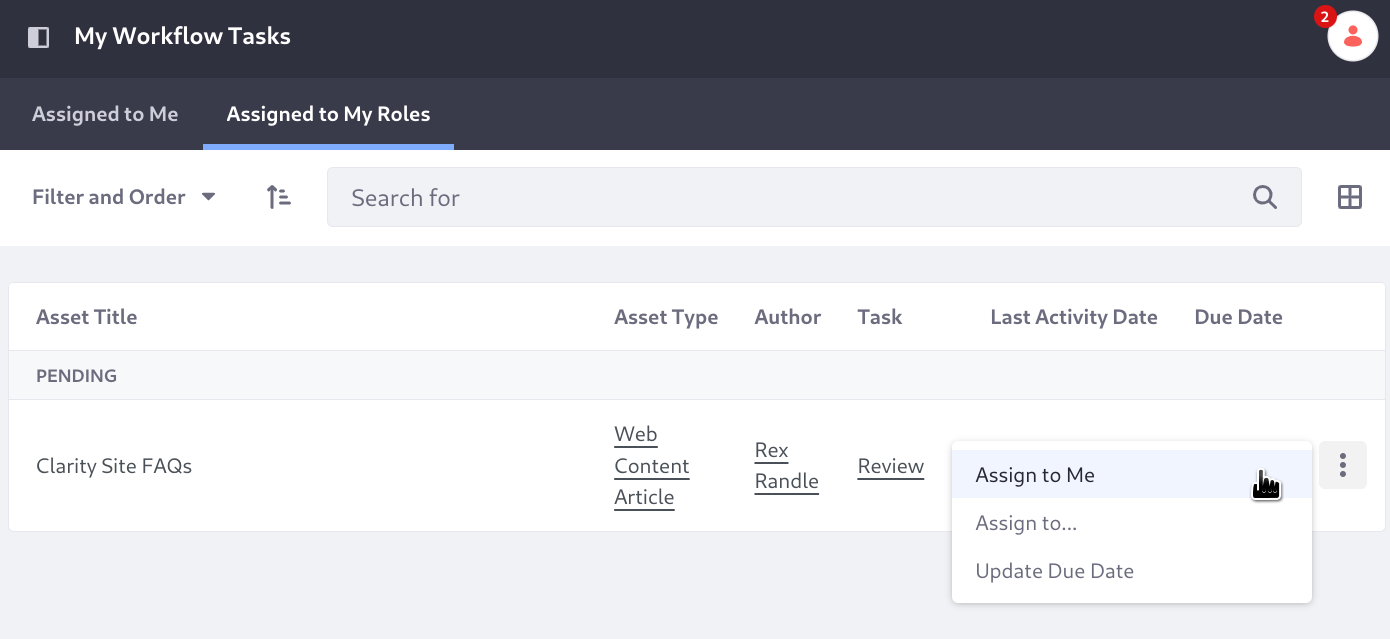 My Workflow Tasks
2
Assigned to Me
Assigned to My Roles
Filter and Order
Search for
Asset Title
Asset Type
Author
Task
Last Activity Date
Due Date
PENDING
Clarity Site FAQs
Web
Content
Article
Rex
Randle
Review
Assign to Me
Assign to...
Update Due Date